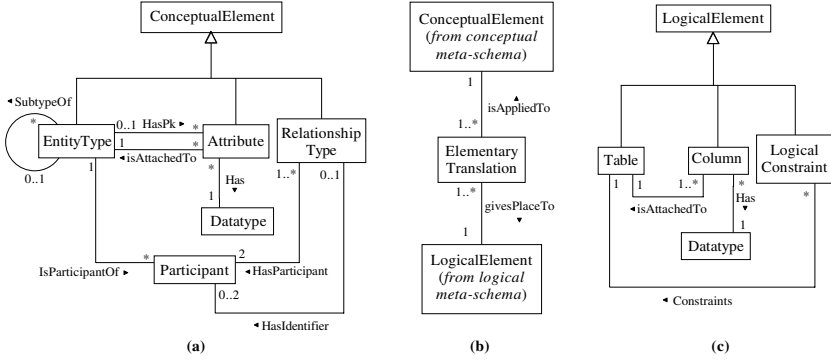 ConceptualElement
◄ SubtypeOf
*
0..1
EntityType
0..1
HasPk ►
*
1
*
◄ isAttachedTo
Attribute
Relationship
Type
1
*
Has
▼
1
Datatype
1..*
0..1
IsParticipantOf ►
*
Participant
2
◄ HasParticipant
0..2
◄ HasIdentifier
(a)
ConceptualElement
(from conceptual
meta-schema)
1
▲
isAppliedTo
1..*
Elementary
Translation
1..*
givesPlaceTo
▼
1
LogicalElement
(from logical
meta-schema)
(b)
LogicalElement
Table
Column
Logical
Constraint
1
1
1..*
*
*
◄ isAttachedTo
Has
▼
1
Datatype
◄ Constraints
(c)